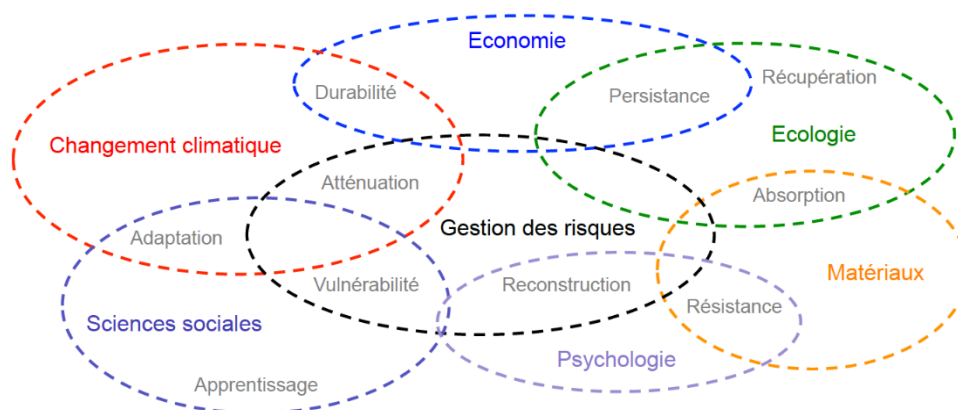 Economie
Récupération
Durabilité
Persistance
Changement climatique
Ecologie
Atténuation
Absorption
Adaptation
Gestion des risques
Vulnérabilité
Reconstruction
Matériaux
Résistance
Sciences sociales
Psychologie
Apprentissage